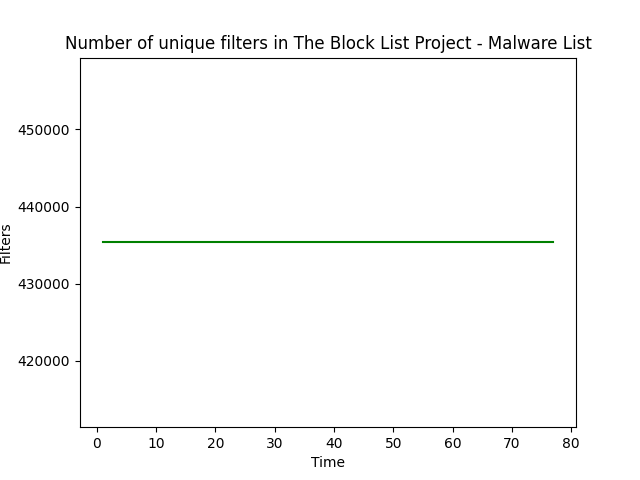 Number of unique filters in The Block List Project - Malware List
450000
440000
430000
420000
Filters
0 10 20 30 40 50 60 70 80
Time